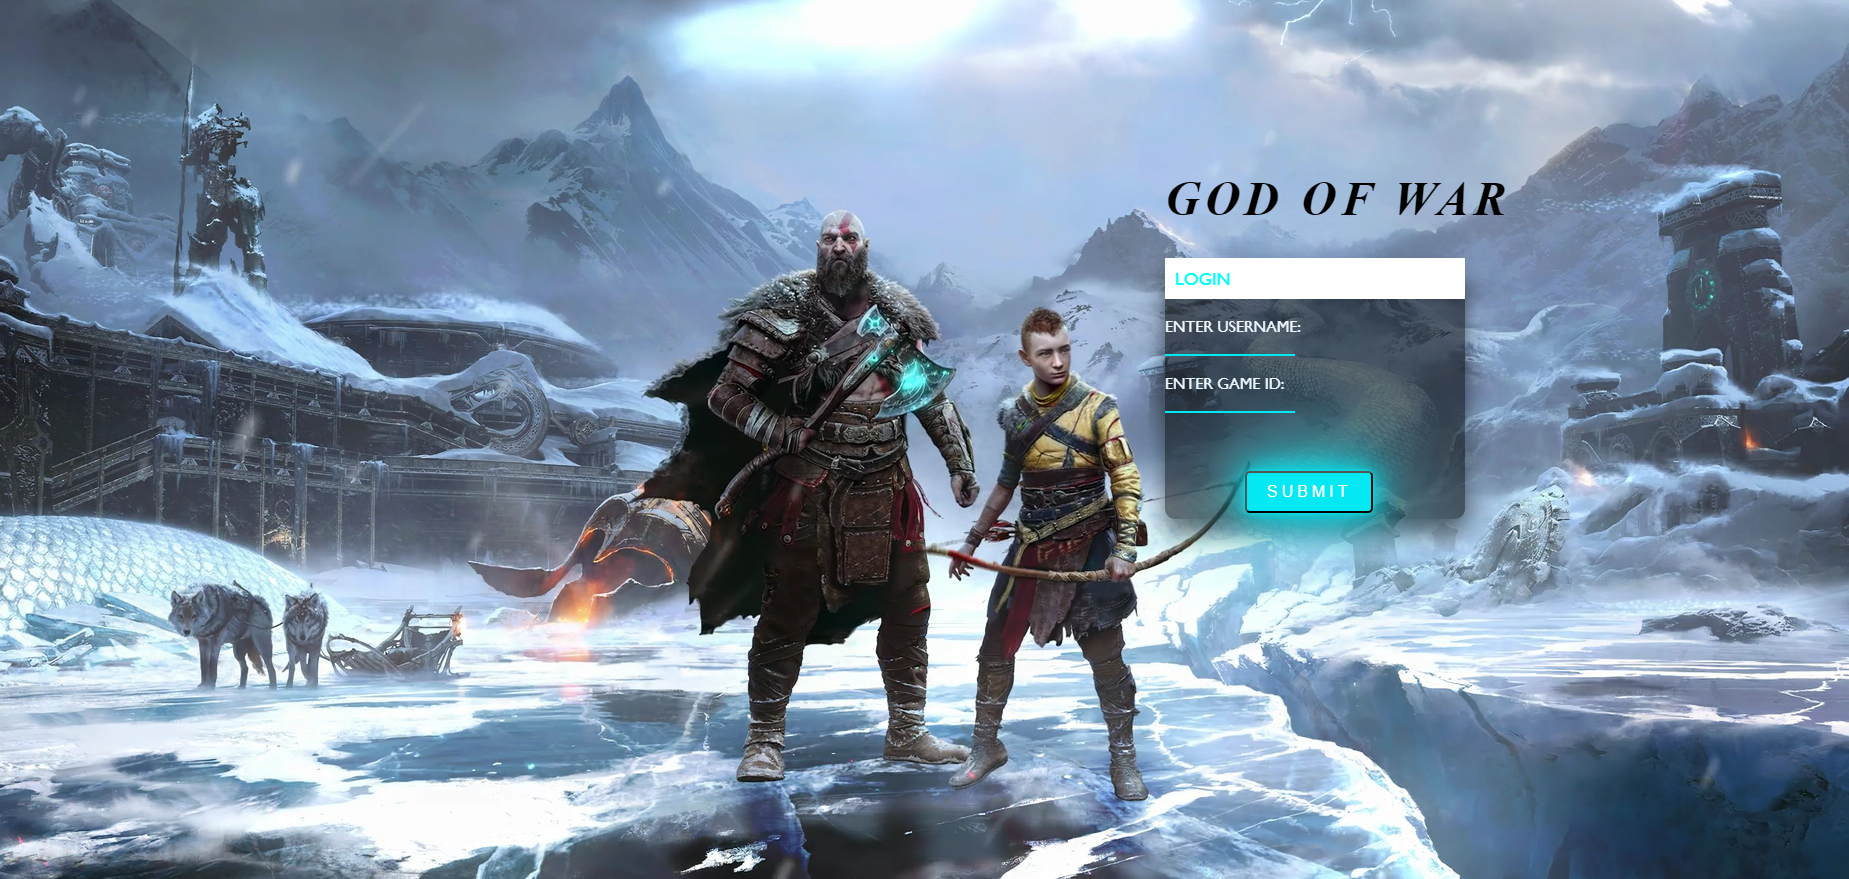 GOD OF WAR
LOGIN
ENTER USERNAME:
ENTER GAME ID:
SUBMIT